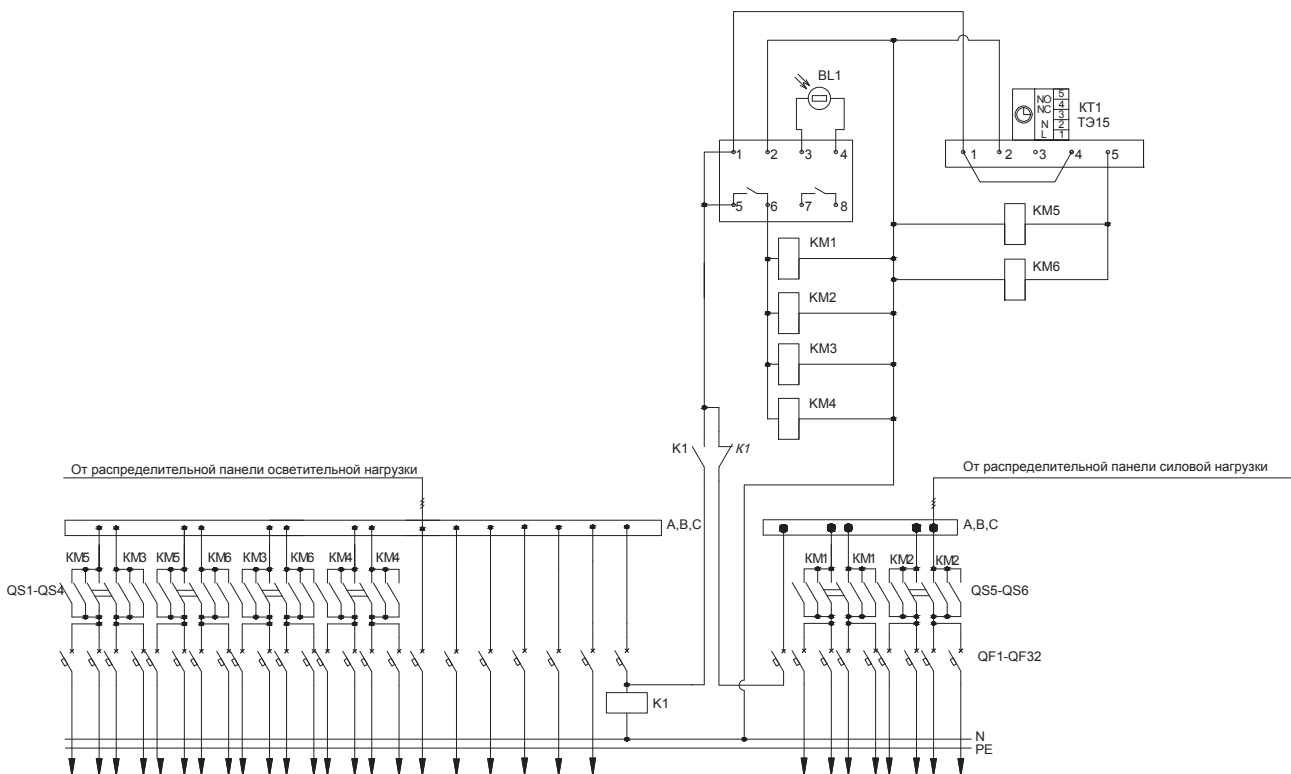 BL1
NO
NC
N
L
5
4
3
2
1
КТ1
ТЭ15
1 2 3 4
1 2 3 4 5
5 6 7 8
KM5
KM1
KM6
KM2
KM3
KM4
K1 K1
От распределительной панели осветительной нагрузки
От распределительной панели силовой нагрузки
A,B,C
A,B,C
KM5 KM3 KM5 KM6 KM3 KM6 KM4 KM4
KM1 KM1 KM2 KM2
QS1-QS4
QS5-QS6
QF1-QF32
K1
N
PE